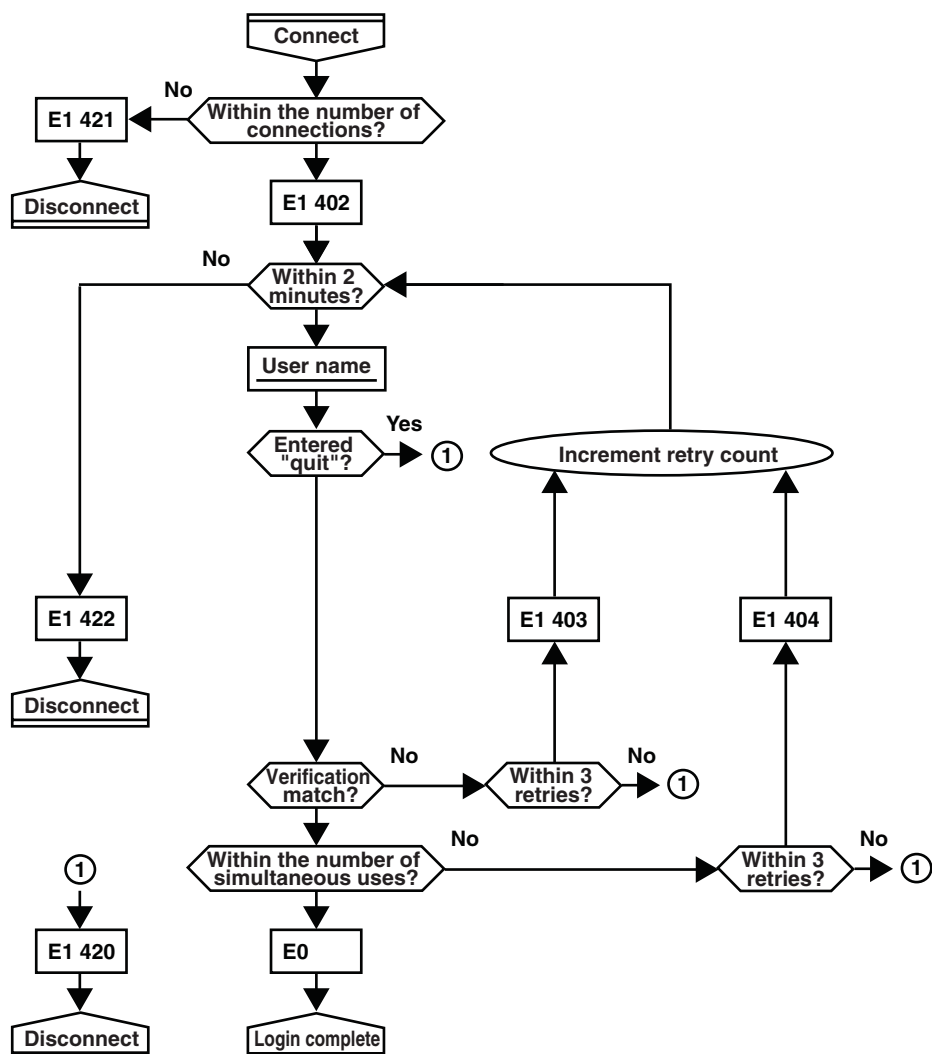 Connect
No
Within the number of
connections?
E1 421
Disconnect
E1 402
No
Within 2
minutes?
User name
Yes
Entered
"quit"?
1
Increment retry count
E1 422
E1 403
E1 404
Disconnect
Verification
match?
No
Within 3
retries?
No
1
Within the number of
simultaneous uses?
No
Within 3
retries?
No
1
1
E1 420
E0
Disconnect
Login complete